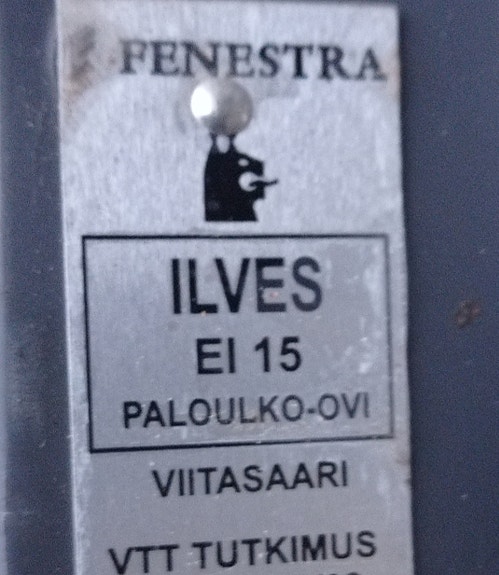 FENESTRA
ILVES
EI 15
PALOULKO-OVI
VIITASAARI
VTT TUTKIMUS